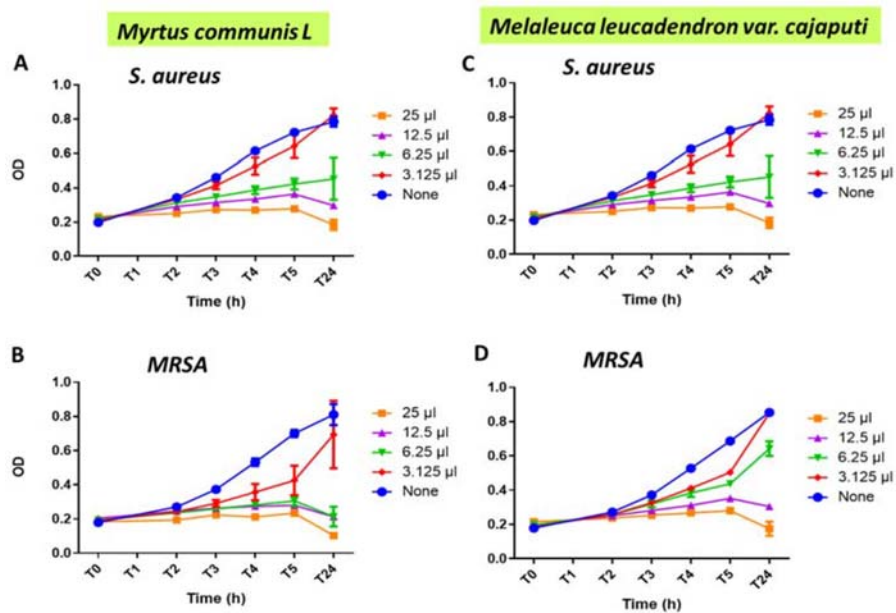 Myrtus communis L
Melaleuca leucadendron var. cajaputi
A
S. aureus
OD
1.0
0.8
0.6
0.4
0.2
0.0
T0
T1
T2
T3
T4
T5
T24
Time (h)
25 µl
12.5 µl
6.25 µl
3.125 µl
None
C
S. aureus
1.0
0.8
0.6
0.4
0.2
0.0
T0
T1
T2
T3
T4
T5
T24
Time (h)
25 µl
12.5 µl
6.25 µl
3.125 µl
None
B
MRSA
OD
1.0
0.8
0.6
0.4
0.2
0.0
T0
T1
T2
T3
T4
T5
T24
Time (h)
25 µl
12.5 µl
6.25 µl
3.125 µl
None
D
MRSA
1.0
0.8
0.6
0.4
0.2
0.0
T0
T1
T2
T3
T4
T5
T24
Time (h)
25 µl
12.5 µl
6.25 µl
3.125 µl
None